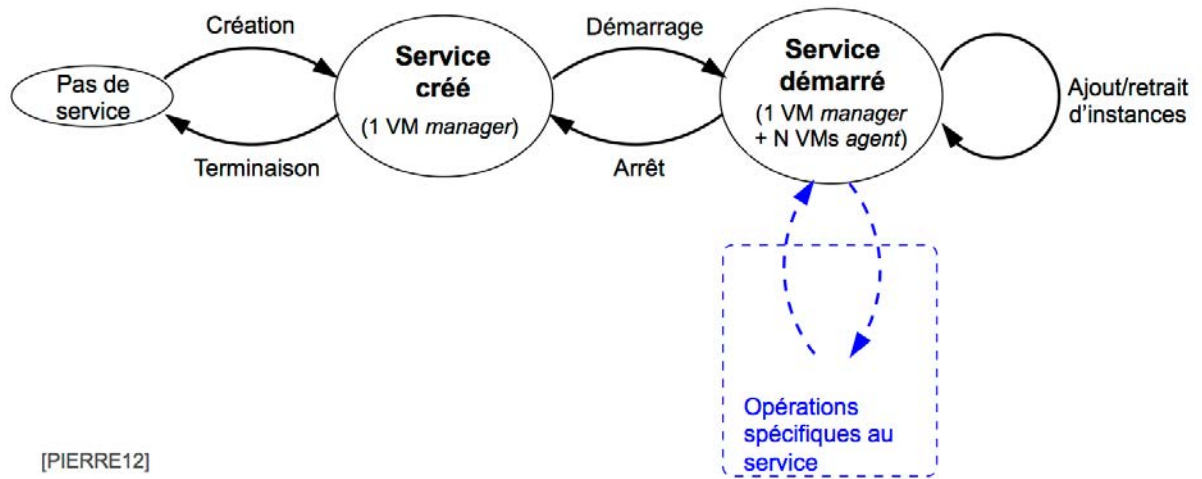 Création
Démarrage
Pas de
service
Service
créé
(1 VM manager)
Service
démarré
(1 VM manager
+ N VMs agent)
Ajout/retrait
d'instances
Terminaison
Arrêt
Opérations
spécifiques au
service
[PIERRE12]